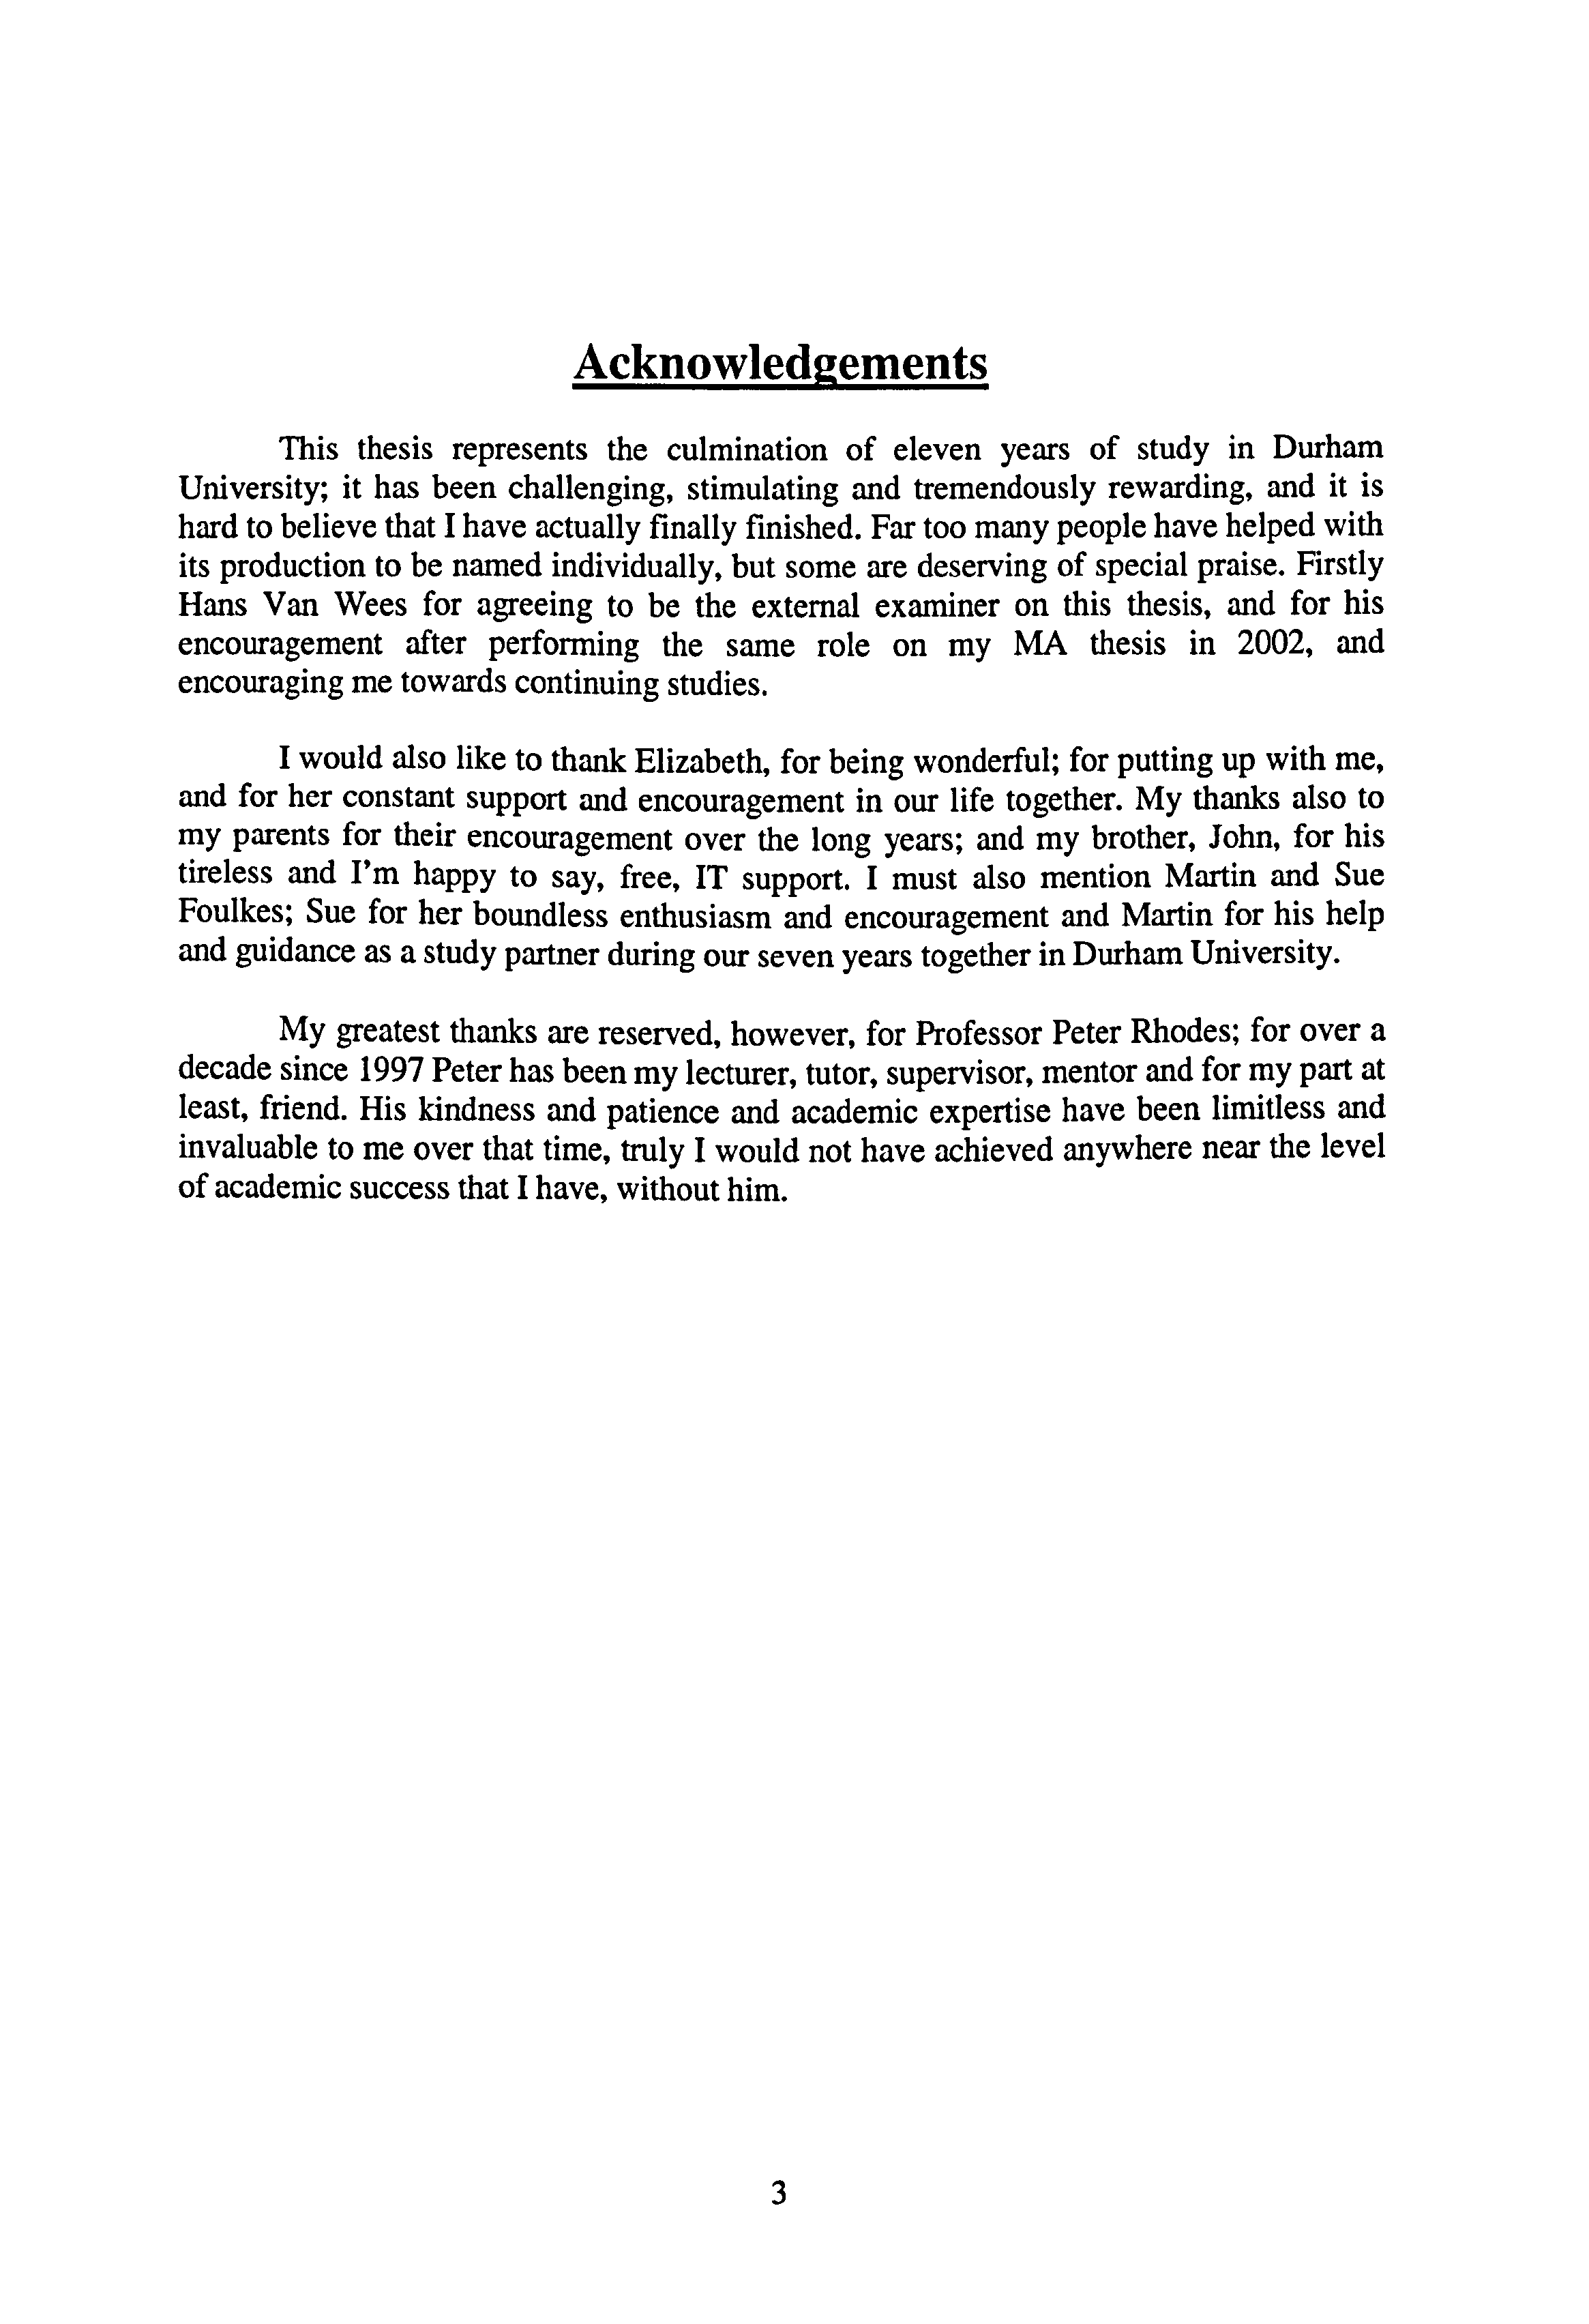 Acknowledgements
This thesis represents the culmination of eleven years of study in Durham
University; it has been challenging, stimulating and tremendously rewarding, and it is
hard to believe that I have actually finally finished. Far too many people have helped with
its production to be named individually, but some are deserving of special praise. Firstly
Hans Van Wees for agreeing to be the external examiner on this thesis, and for his
encouragement after performing the same role on my MA thesis in 2002, and
encouraging me towards continuing studies.
I would also like to thank Elizabeth, for being wonderful; for putting up with me,
and for her constant support and encouragement in our life together. My thanks also to
my parents for their encouragement over the long years; and my brother, John, for his
tireless and I'm happy to say, free, IT support. I must also mention Martin and Sue
Foulkes; Sue for her boundless enthusiasm and encouragement and Martin for his help
and guidance as a study partner during our seven years together in Durham University.
My greatest thanks are reserved, however, for Professor Peter Rhodes; for over a
decade since 1997 Peter has been my lecturer, tutor, supervisor, mentor and for my part at
least, friend. His kindness and patience and academic expertise have been limitless and
invaluable to me over that time, truly I would not have achieved anywhere near the level
of academic success that I have, without him.
3